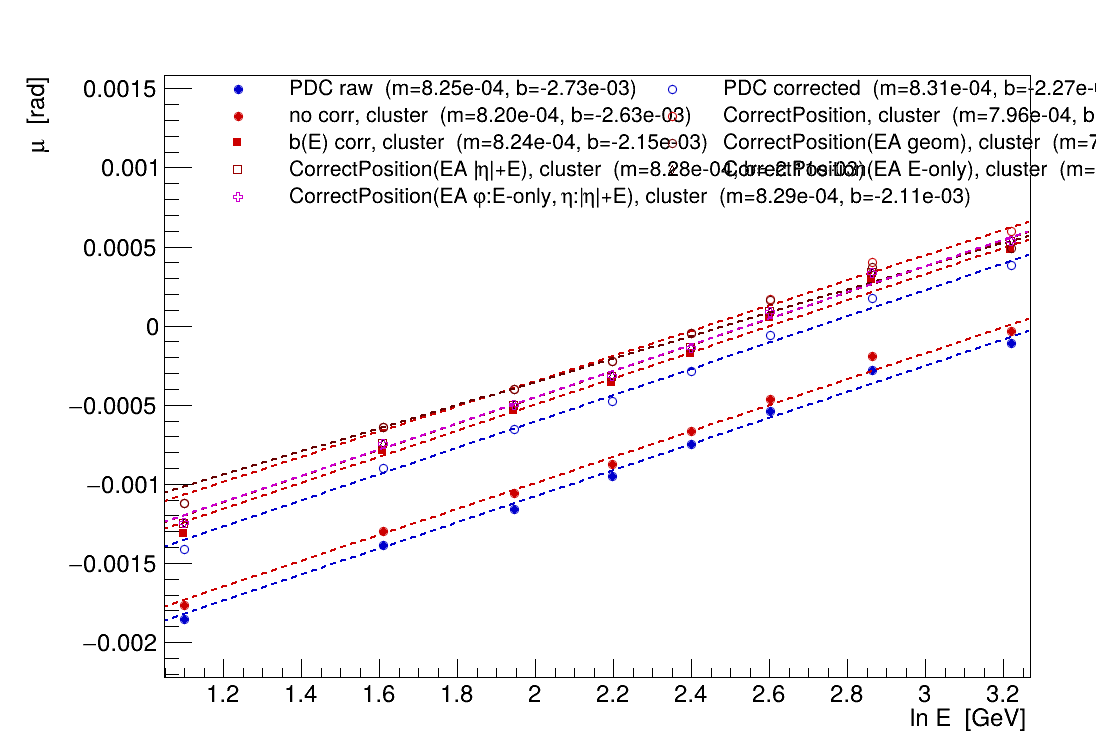 μ [rad]
0.0015
0.001
0.0005
0
−0.0005
−0.001
−0.0015
−0.002
PDC raw (m=8.25e-04, b=-2.73e-03)
PDC corrected (m=8.31e-04, b=-2.27e-0
no corr, cluster (m=8.20e-04, b=-2.63e-03)
CorrectPosition, cluster (m=7.96e-04, b
b(E) corr, cluster (m=8.24e-04, b=-2.15e-03)
CorrectPosition(EA geom), cluster (m=7
CorrectPosition(EA |η|+E), cluster (m=8.28e-04, b=-2.11e-03)
CorrectPosition(EA E-only), cluster (m=
CorrectPosition(EA φ:E-only, η:|η|+E), cluster (m=8.29e-04, b=-2.11e-03)
1.2 1.4 1.6 1.8 2 2.2 2.4 2.6 2.8 3 3.2
ln E [GeV]